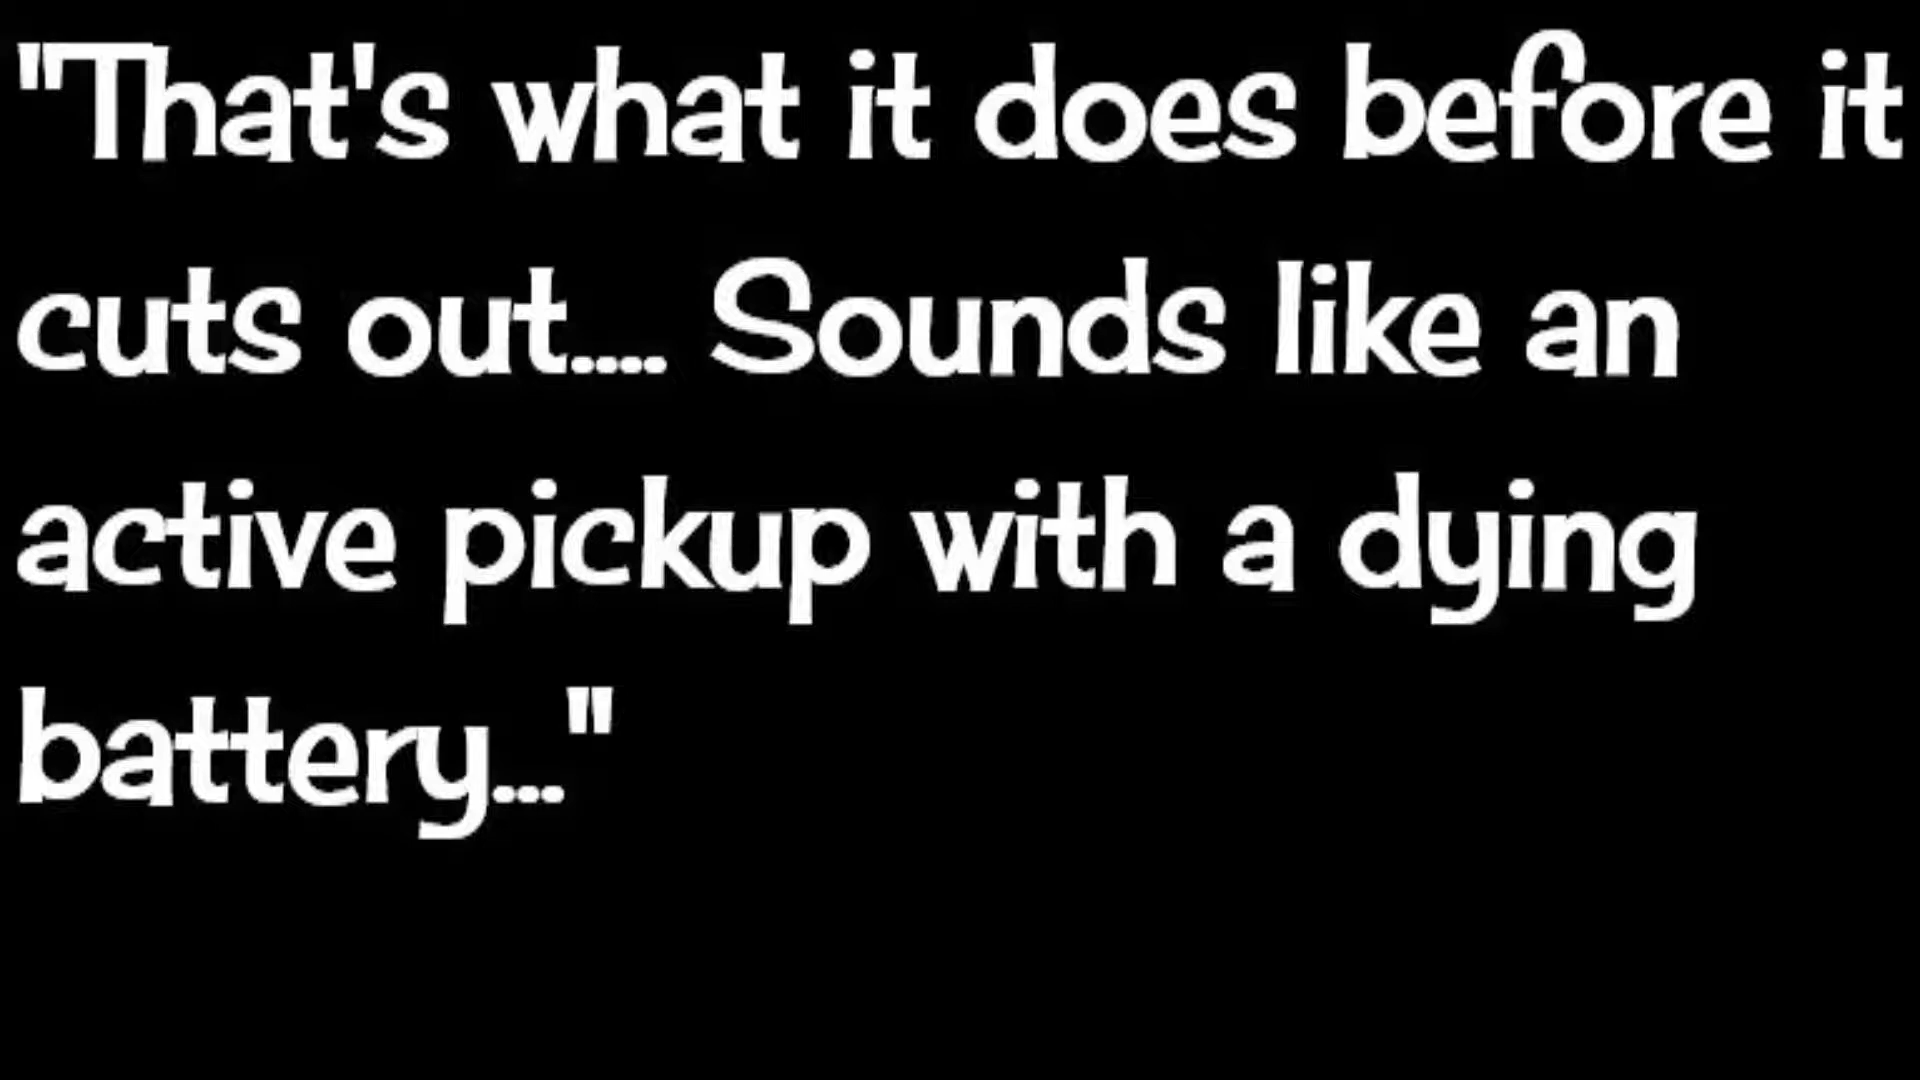 "That's what it does before it
cuts out.... Sounds like an
active pickup with a dying
battery..."